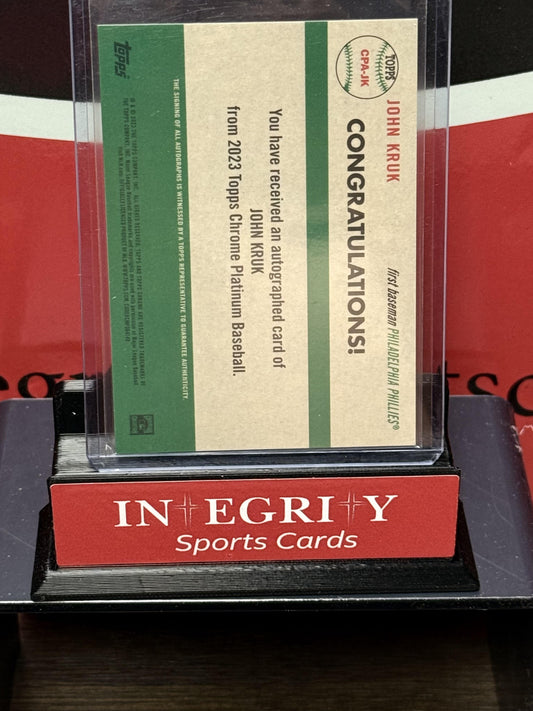 TOPPS
CPA-JK
JOHN KRUK
first baseman PHILADELPHIA PHILLIES®
CONGRATULATIONS!
You have received an autographed card of
JOHN KRUK
from 2023 Topps Chrome Platinum Baseball.
THE SIGNING OF ALL AUTOGRAPHS IS WITNESSED BY A TOPPS REPRESENTATIVE TO GUARANTEE AUTHENTICITY.
topps
INTEGRITY
Sports Cards